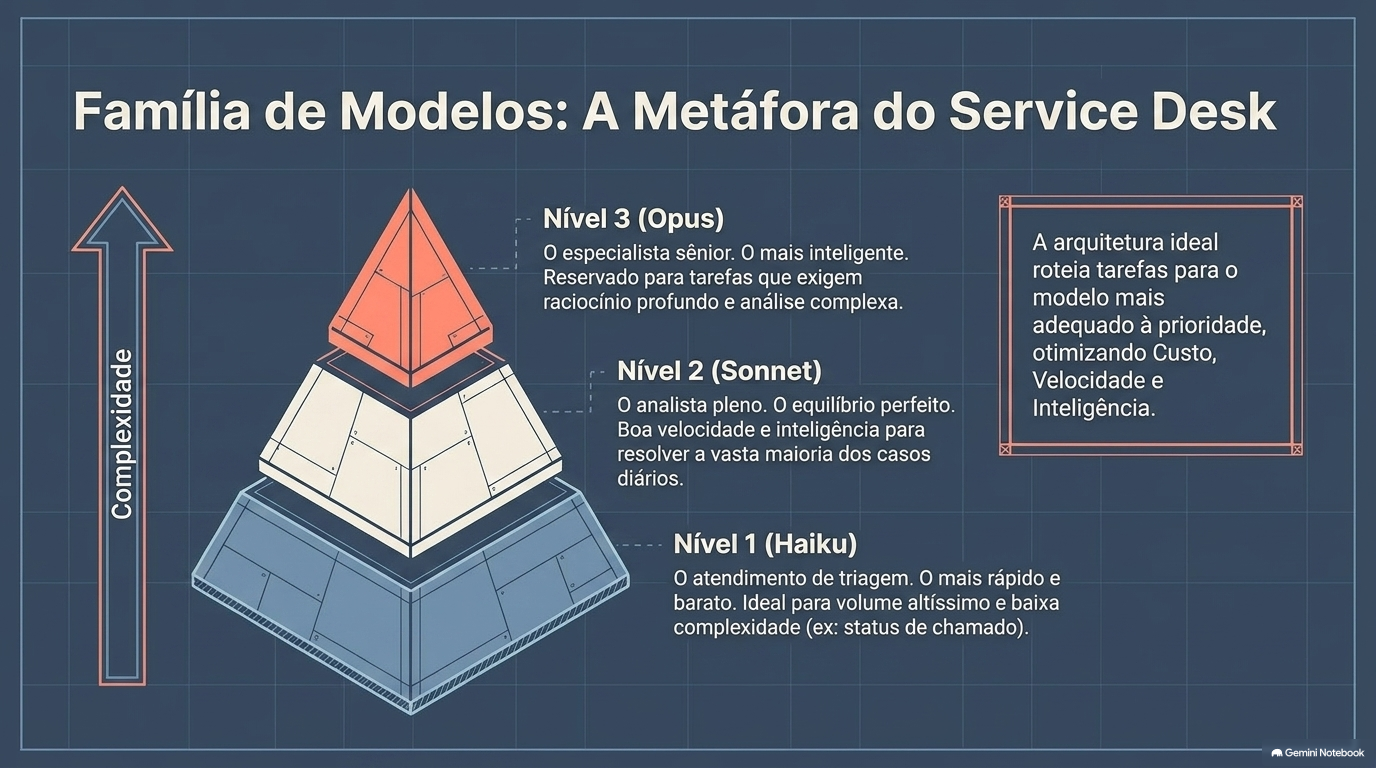 Família de Modelos: A Metáfora do Service Desk
Complexidade
Nível 3 (Opus)
O especialista sênior. O mais inteligente.
Reservado para tarefas que exigem
raciocínio profundo e análise complexa.
Nível 2 (Sonnet)
O analista pleno. O equilíbrio perfeito.
Boa velocidade e inteligência para
resolver a vasta maioria dos casos
diários.
Nível 1 (Haiku)
O atendimento de triagem. O mais rápido e
barato. Ideal para volume altíssimo e baixa
complexidade (ex: status de chamado).
A arquitetura ideal
roteia tarefas para o
modelo mais
adequado à prioridade,
otimizando Custo,
Velocidade e
Inteligência.
Gemini Notebook